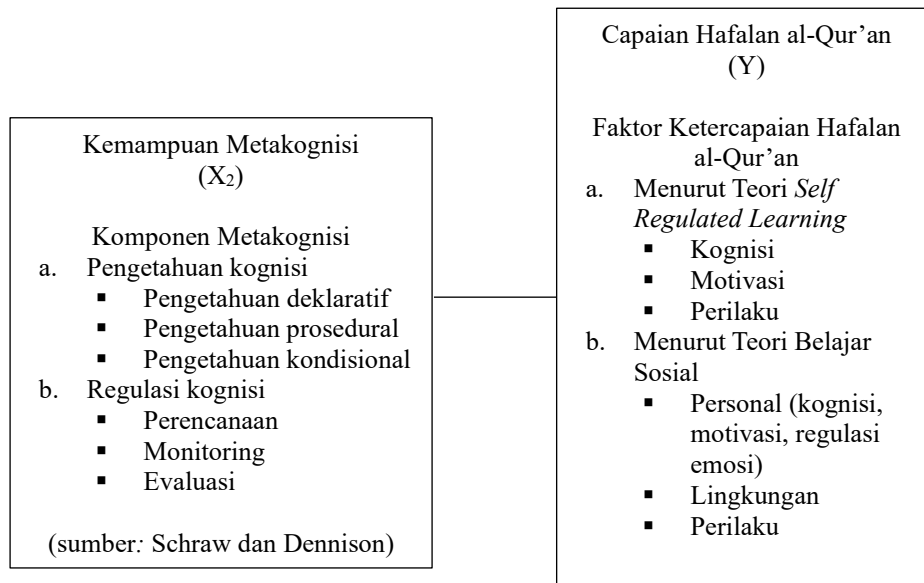 Kemampuan Metakognisi
(X₂)
Komponen Metakognisi
a. Pengetahuan kognisi
▪ Pengetahuan deklaratif
▪ Pengetahuan prosedural
▪ Pengetahuan kondisional
b. Regulasi kognisi
▪ Perencanaan
▪ Monitoring
▪ Evaluasi
(sumber: Schraw dan Dennison)
Capaian Hafalan al-Qur’an
(Y)
Faktor Ketercapaian Hafalan
al-Qur’an
a. Menurut Teori Self
Regulated Learning
▪ Kognisi
▪ Motivasi
▪ Perilaku
b. Menurut Teori Belajar
Sosial
▪ Personal (kognisi,
motivasi, regulasi
emosi)
▪ Lingkungan
▪ Perilaku